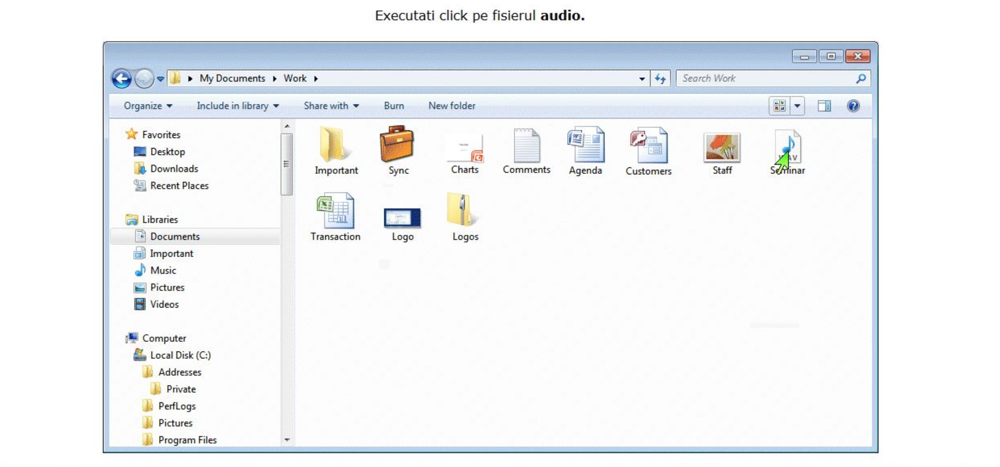 Executati click pe fisierul audio.
My Documents Work
Search Work
Organize Include in library Share with Burn New folder
Favorites
Desktop
Downloads
Recent Places
Libraries
Documents
Important
Music
Pictures
Videos
Computer
Local Disk (C:)
Addresses
Private
PerfLogs
Pictures
Program Files
Important Sync Charts Comments Agenda Customers Staff Seminar
Transaction Logo Logos